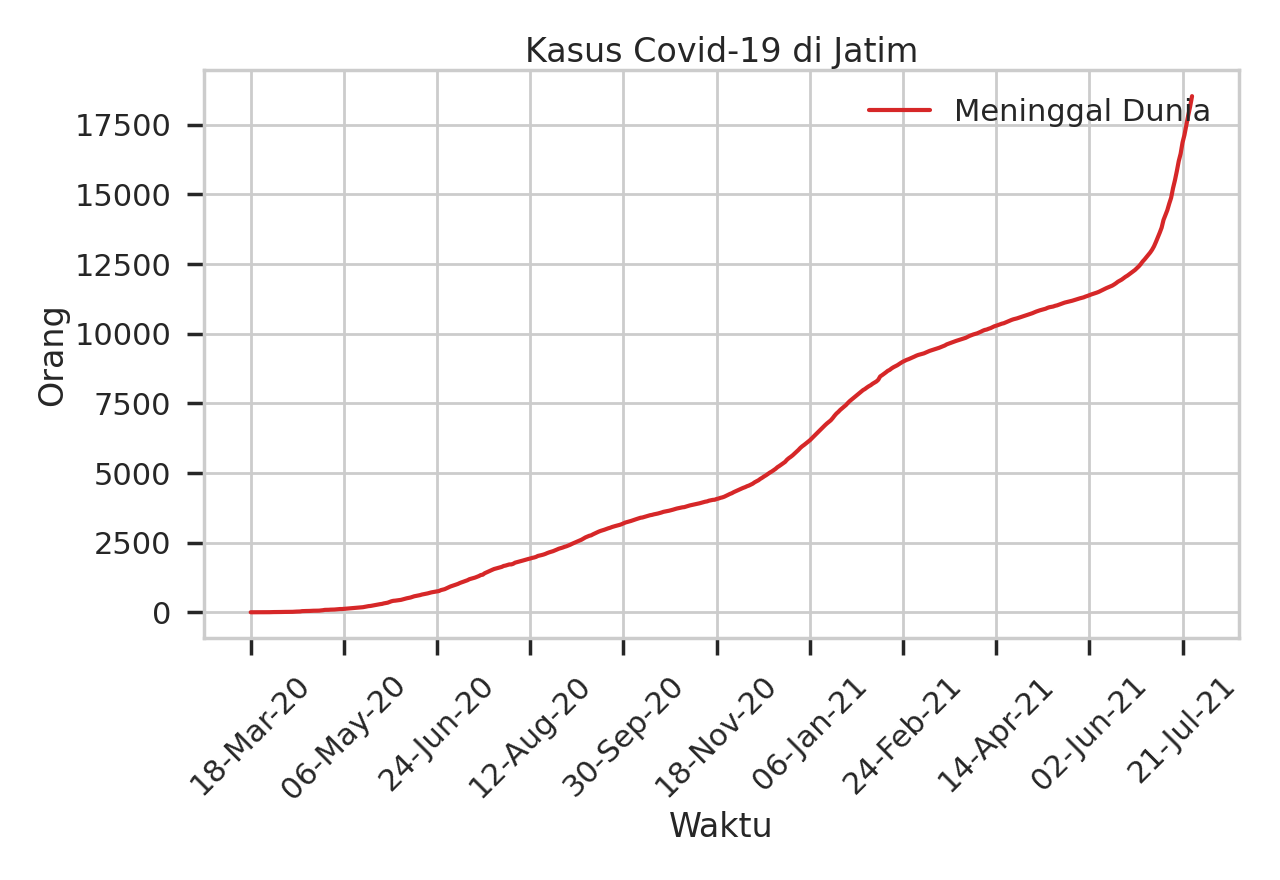 Kasus Covid-19 di Jatim
Meninggal Dunia
17500
15000
12500
10000
7500
5000
2500
0
Orang
18-Mar-20
06-May-20
24-Jun-20
12-Aug-20
30-Sep-20
18-Nov-20
06-Jan-21
24-Feb-21
14-Apr-21
02-Jun-21
21-Jul-21
Waktu